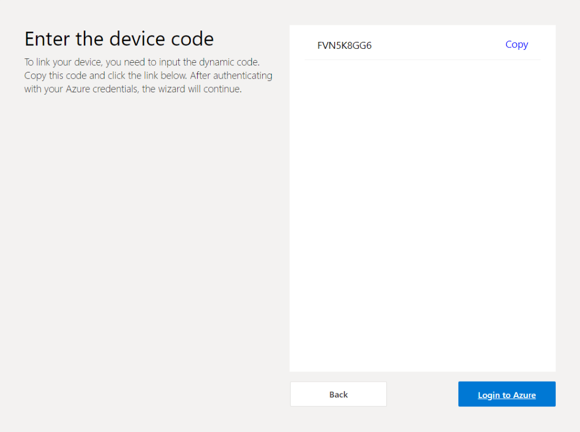 Enter the device code
To link your device, you need to input the dynamic code.
Copy this code and click the link below. After authenticating
with your Azure credentials, the wizard will continue.
FVN5K8GG6
Copy
Back
Login to Azure